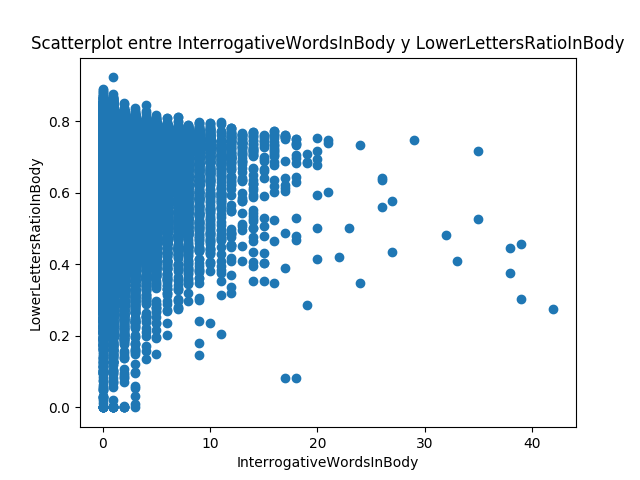 Scatterplot entre InterrogativeWordsInBody y LowerLettersRatioInBody
LowerLettersRatioInBody
0.8
0.6
0.4
0.2
0.0
0 10 20 30 40
InterrogativeWordsInBody